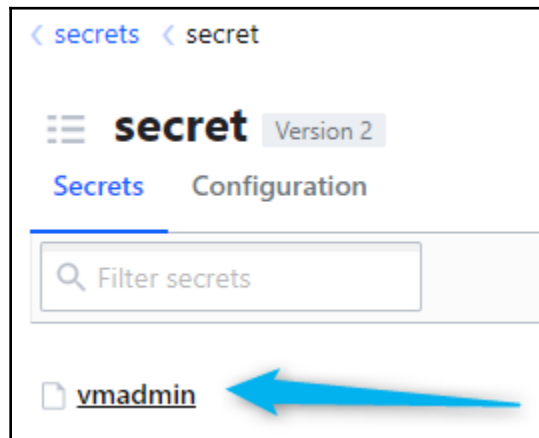 secrets secret
secret Version 2
Secrets Configuration
Filter secrets
vmadmin